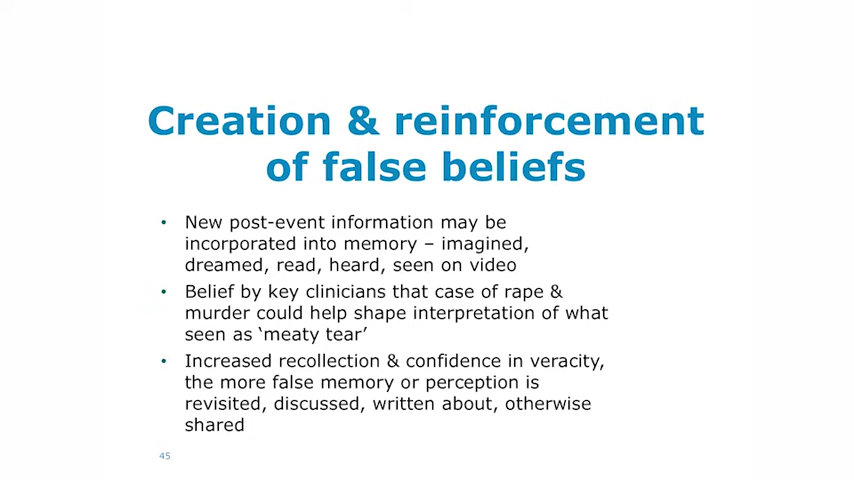 Creation & reinforcement
of false beliefs
• New post-event information may be
incorporated into memory – imagined,
dreamed, read, heard, seen on video
• Belief by key clinicians that case of rape &
murder could help shape interpretation of what
seen as ‘meaty tear’
• Increased recollection & confidence in veracity,
the more false memory or perception is
revisited, discussed, written about, otherwise
shared
45